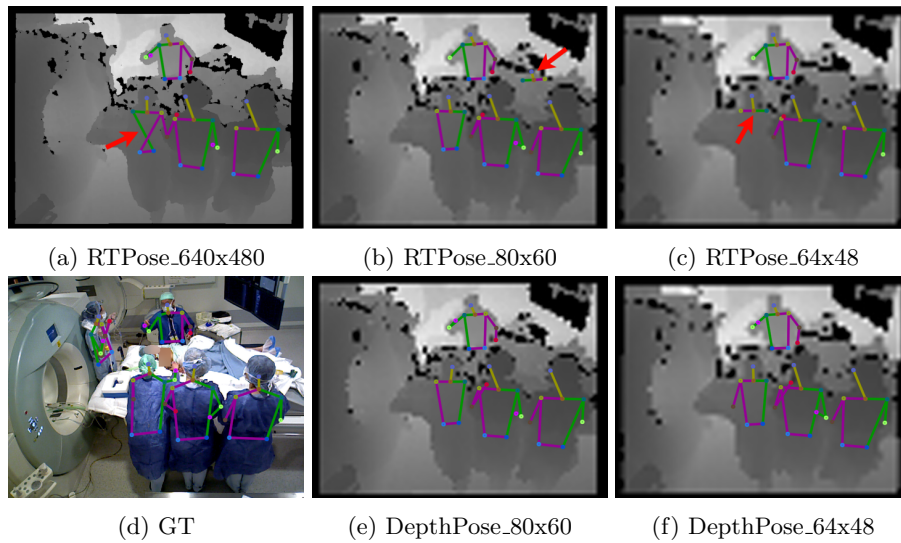 (a) RTPose_640x480
(b) RTPose_80x60
(c) RTPose_64x48
(d) GT
(e) DepthPose_80x60
(f) DepthPose_64x48